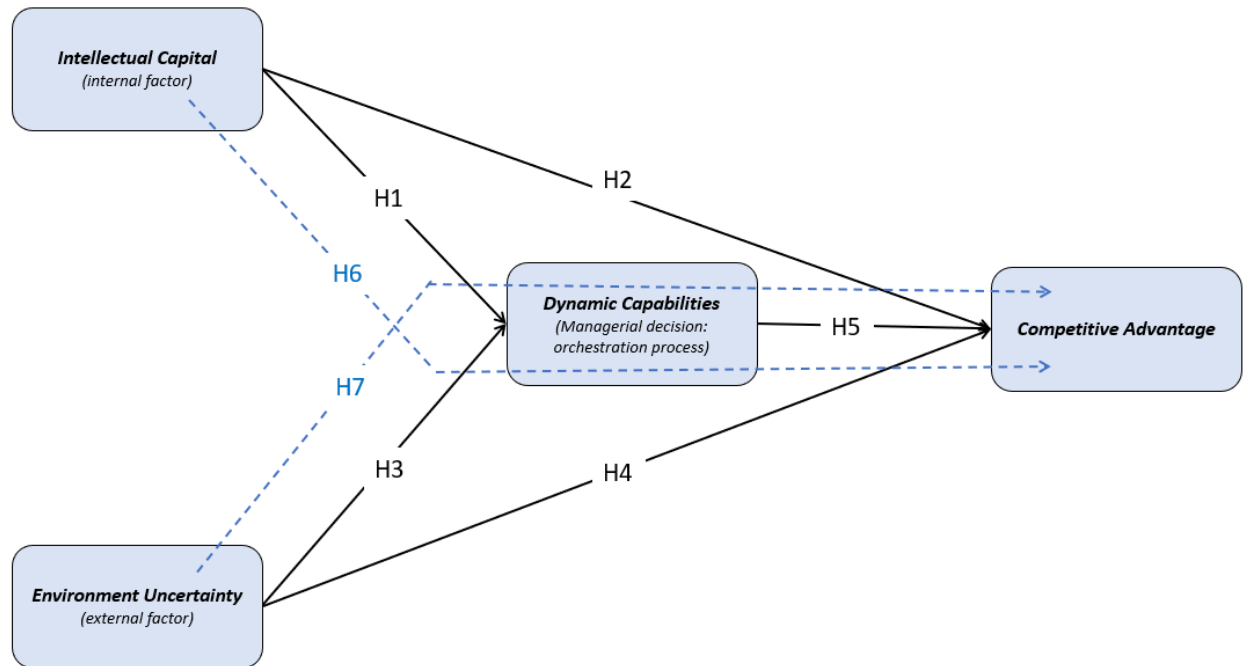 Intellectual Capital
(internal factor)
H2
H1
H6
Dynamic Capabilities
(Managerial decision:
orchestration process)
H5
Competitive Advantage
H7
H3
H4
Environment Uncertainty
(external factor)